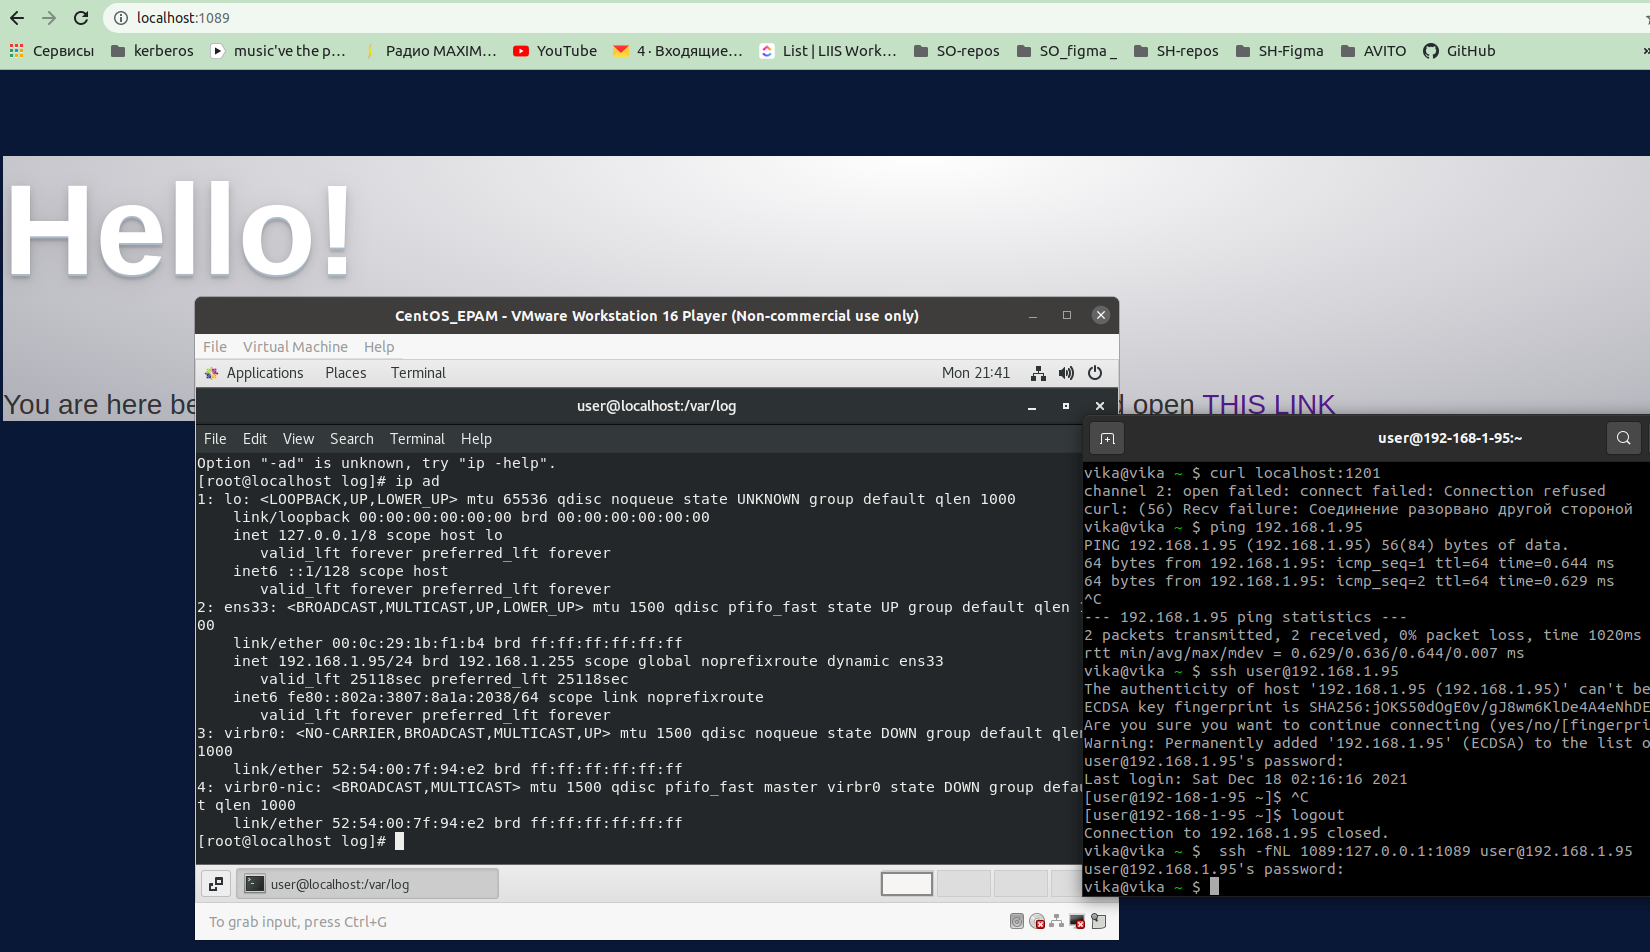 localhost:1089
Сервисы kerberos music've the p... Радио MAXIM... YouTube 4 · Входящие... List | LIIS Work... SO-repos SO_figma _ SH-repos SH-Figma AVITO GitHub »
Hello!
You are here be
open THIS LINK
CentOS_EPAM - VMware Workstation 16 Player (Non-commercial use only)
File Virtual Machine Help
Applications Places Terminal Mon 21:41
user@localhost:/var/log
File Edit View Search Terminal Help
Option "-ad" is unknown, try "ip -help".
[root@localhost log]# ip ad
1: lo: <LOOPBACK,UP,LOWER_UP> mtu 65536 qdisc noqueue state UNKNOWN group default qlen 1000
link/loopback 00:00:00:00:00:00 brd 00:00:00:00:00:00
inet 127.0.0.1/8 scope host lo
valid_lft forever preferred_lft forever
inet6 ::1/128 scope host
valid_lft forever preferred_lft forever
2: ens33: <BROADCAST,MULTICAST,UP,LOWER_UP> mtu 1500 qdisc pfifo_fast state UP group default qlen
00
link/ether 00:0c:29:1b:f1:b4 brd ff:ff:ff:ff:ff:ff
inet 192.168.1.95/24 brd 192.168.1.255 scope global noprefixroute dynamic ens33
valid_lft 25118sec preferred_lft 25118sec
inet6 fe80::802a:3807:8a1a:2038/64 scope link noprefixroute
valid_lft forever preferred_lft forever
3: virbr0: <NO-CARRIER,BROADCAST,MULTICAST,UP> mtu 1500 qdisc noqueue state DOWN group default qlen
1000
link/ether 52:54:00:7f:94:e2 brd ff:ff:ff:ff:ff:ff
4: virbr0-nic: <BROADCAST,MULTICAST> mtu 1500 qdisc pfifo_fast master virbr0 state DOWN group defau
t qlen 1000
link/ether 52:54:00:7f:94:e2 brd ff:ff:ff:ff:ff:ff
[root@localhost log]#
user@localhost:/var/log
To grab input, press Ctrl+G
user@192-168-1-95:~
vika@vika ~ $ curl localhost:1201
channel 2: open failed: connect failed: Connection refused
curl: (56) Recv failure: Соединение разорвано другой стороной
vika@vika ~ $ ping 192.168.1.95
PING 192.168.1.95 (192.168.1.95) 56(84) bytes of data.
64 bytes from 192.168.1.95: icmp_seq=1 ttl=64 time=0.644 ms
64 bytes from 192.168.1.95: icmp_seq=2 ttl=64 time=0.629 ms
^C
--- 192.168.1.95 ping statistics ---
2 packets transmitted, 2 received, 0% packet loss, time 1020ms
rtt min/avg/max/mdev = 0.629/0.636/0.644/0.007 ms
vika@vika ~ $ ssh user@192.168.1.95
The authenticity of host '192.168.1.95 (192.168.1.95)' can't be
ECDSA key fingerprint is SHA256:jOKS50dOgE0v/gJ8wm6KlDe4A4eNhDE
Are you sure you want to continue connecting (yes/no/[fingerpri
Warning: Permanently added '192.168.1.95' (ECDSA) to the list o
user@192.168.1.95's password:
Last login: Sat Dec 18 02:16:16 2021
[user@192-168-1-95 ~]$ ^C
[user@192-168-1-95 ~]$ logout
Connection to 192.168.1.95 closed.
vika@vika ~ $  ssh -fNL 1089:127.0.0.1:1089 user@192.168.1.95
user@192.168.1.95's password:
vika@vika ~ $